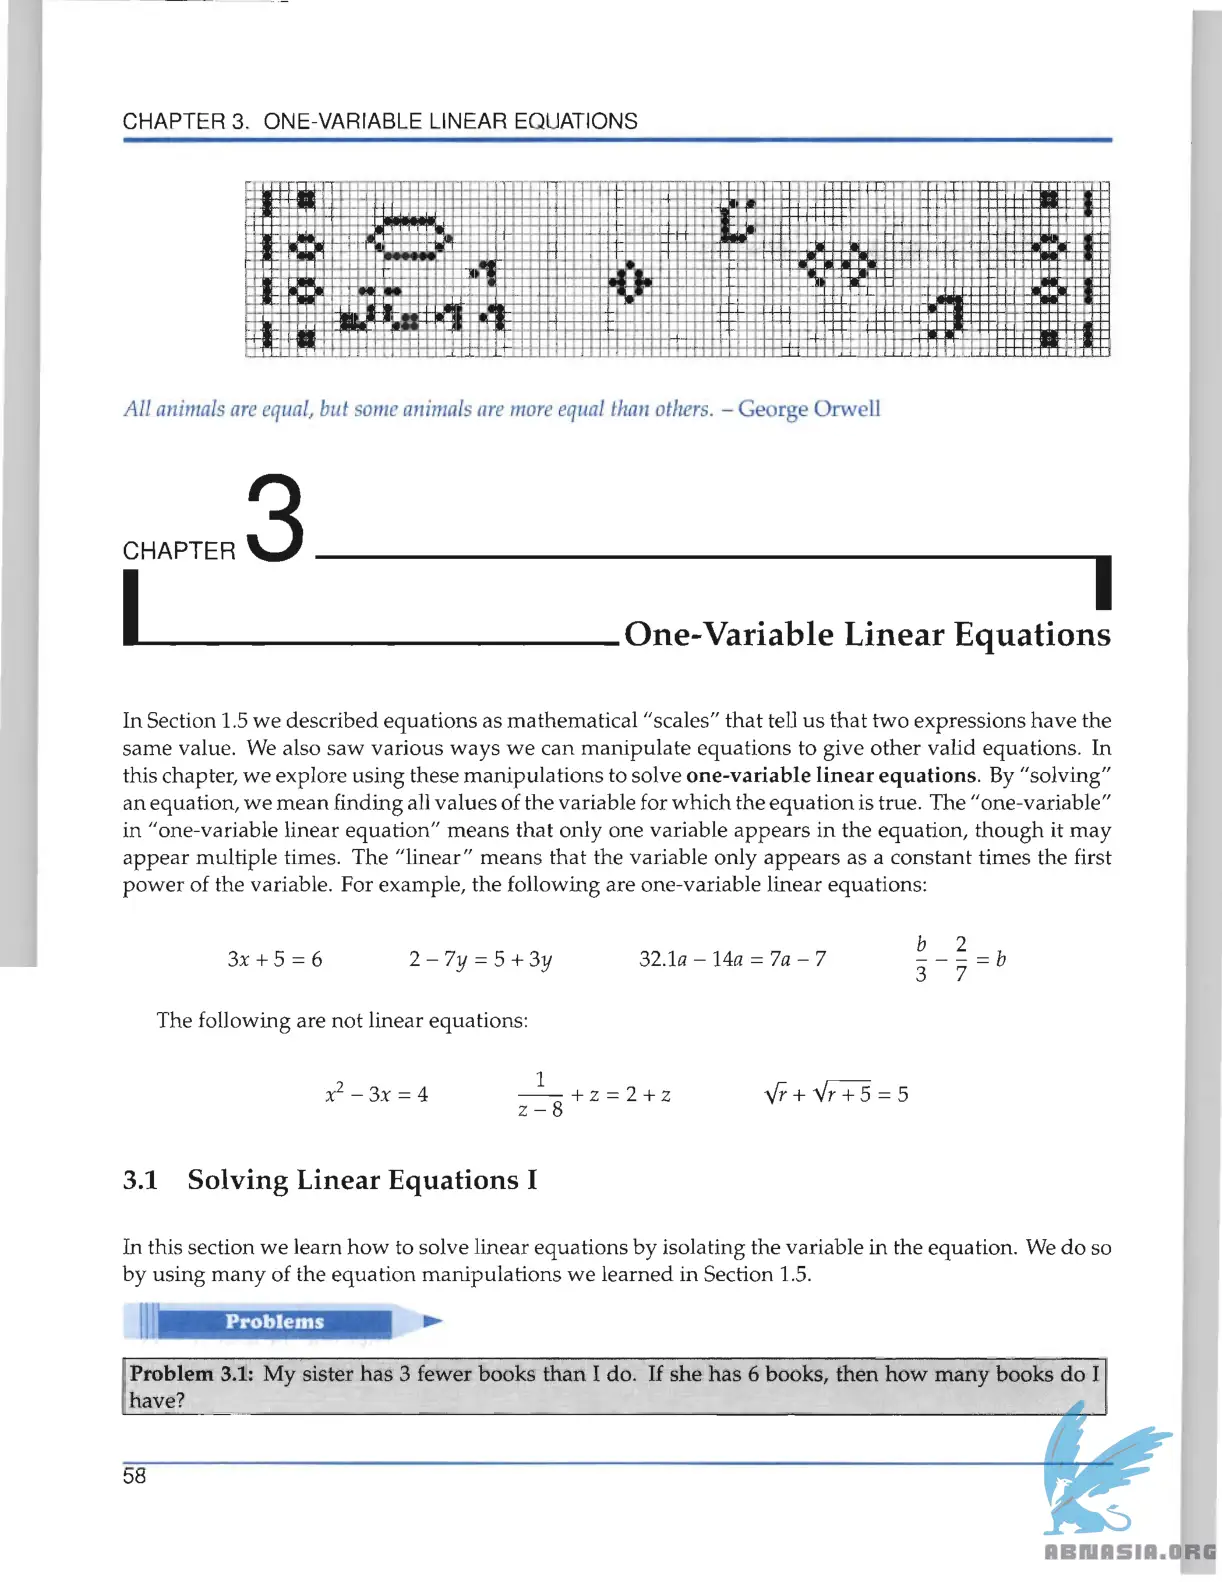 CHAPTER 3. ONE-VARIABLE LINEAR EQUATIONS
All animals are equal, but some animals are more equal than others. – George Orwell
CHAPTER 3
One-Variable Linear Equations
In Section 1.5 we described equations as mathematical "scales" that tell us that two expressions have the
same value. We also saw various ways we can manipulate equations to give other valid equations. In
this chapter, we explore using these manipulations to solve one-variable linear equations. By "solving"
an equation, we mean finding all values of the variable for which the equation is true. The "one-variable"
in "one-variable linear equation" means that only one variable appears in the equation, though it may
appear multiple times. The "linear" means that the variable only appears as a constant times the first
power of the variable. For example, the following are one-variable linear equations:
3x + 5 = 6 2 – 7y = 5 + 3y 32.1a – 14a = 7a – 7 b/3 – 2/7 = b
The following are not linear equations:
x² – 3x = 4 1/(z – 8) + z = 2 + z √r + √(r + 5) = 5
3.1 Solving Linear Equations I
In this section we learn how to solve linear equations by isolating the variable in the equation. We do so
by using many of the equation manipulations we learned in Section 1.5.
Problems
Problem 3.1: My sister has 3 fewer books than I do. If she has 6 books, then how many books do I
have?
58
ABNASIA.ORG